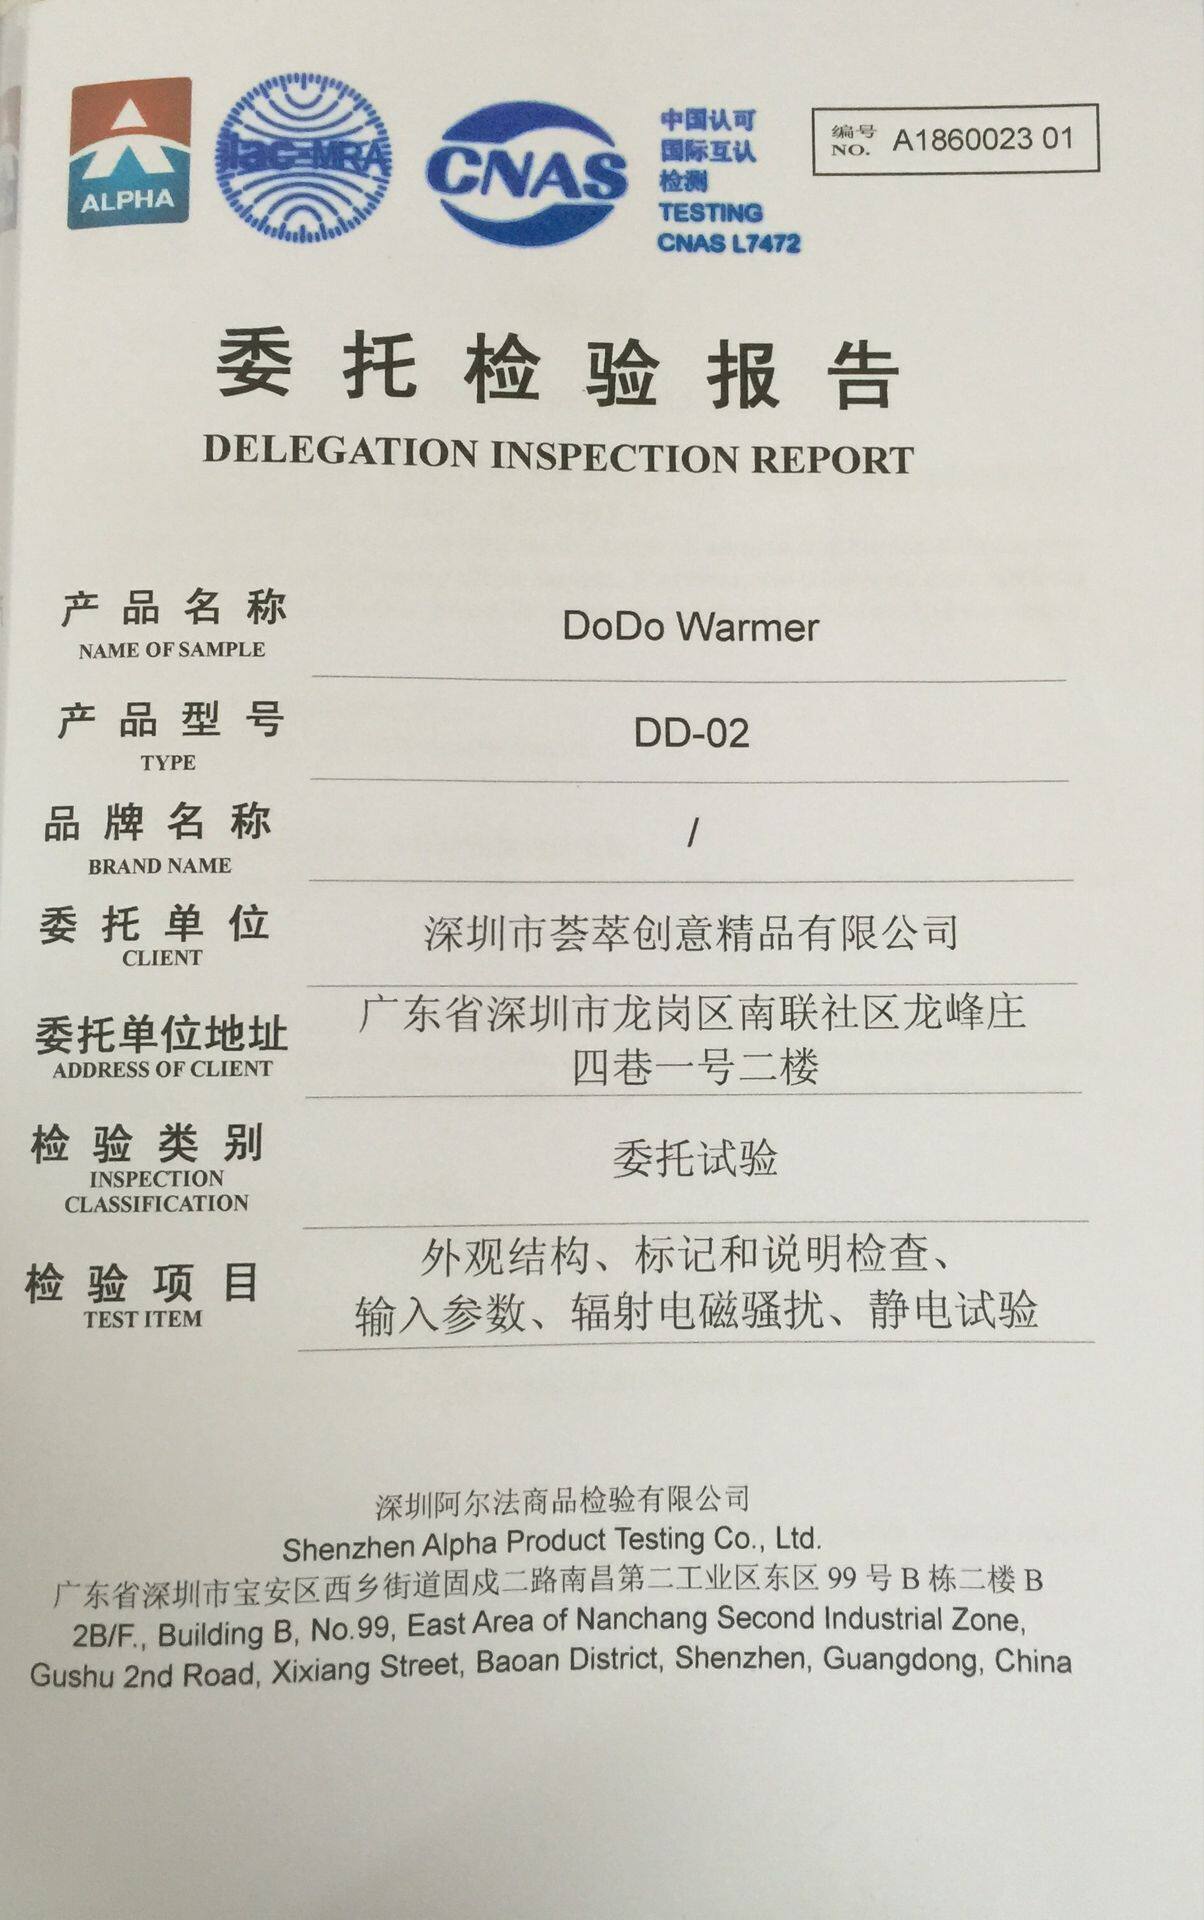 ALPHA
ilac-MRA
CNAS
中国认可
国际互认
检测
TESTING
CNAS L7472
编号
NO. A1860023 01
委托检验报告
DELEGATION INSPECTION REPORT
产品名称
NAME OF SAMPLE
DoDo Warmer
产品型号
TYPE
DD-02
品牌名称
BRAND NAME
/
委托单位
CLIENT
深圳市荟萃创意精品有限公司
委托单位地址
ADDRESS OF CLIENT
广东省深圳市龙岗区南联社区龙峰庄
四巷一号二楼
检验类别
INSPECTION
CLASSIFICATION
委托试验
检验项目
TEST ITEM
外观结构、标记和说明检查、
输入参数、辐射电磁骚扰、静电试验
深圳阿尔法商品检验有限公司
Shenzhen Alpha Product Testing Co., Ltd.
广东省深圳市宝安区西乡街道固戍二路南昌第二工业区东区 99 号 B 栋二楼 B
2B/F., Building B, No.99, East Area of Nanchang Second Industrial Zone,
Gushu 2nd Road, Xixiang Street, Baoan District, Shenzhen, Guangdong, China